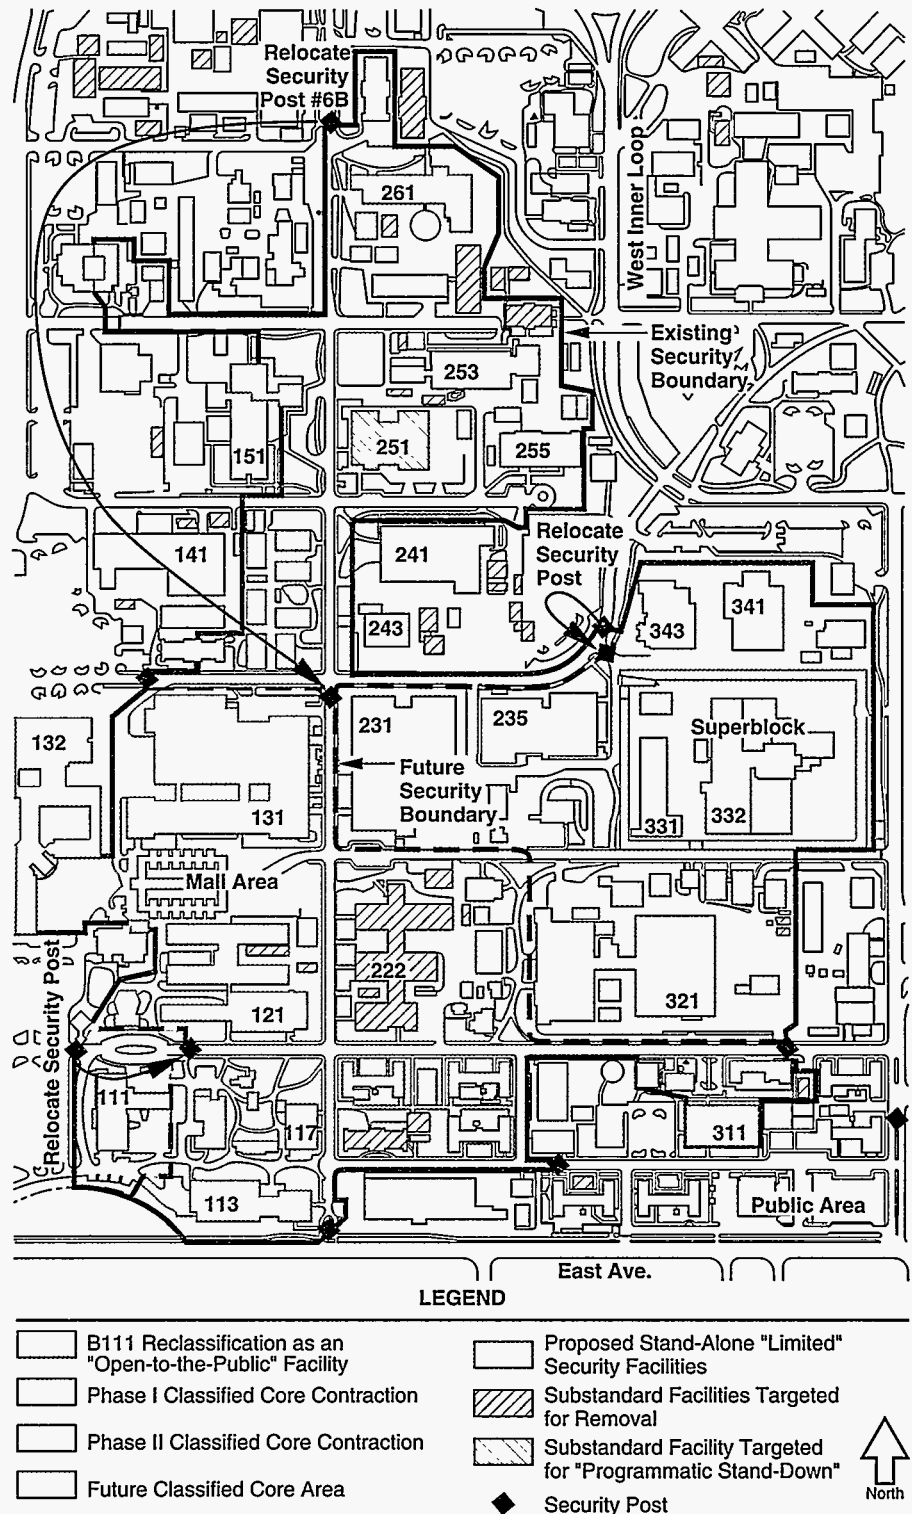 Relocate
Security
Post #6B
West Inner Loop
261
Existing
Security
Boundary
253
251
255
151
Relocate
Security
Post
241
141
341
243
343
231
235
132
Superblock
Future
Security
Boundary
131
331
332
Mall Area
Relocate Security Post
222
321
121
111
117
311
113
Public Area
East Ave.
LEGEND
B111 Reclassification as an
"Open-to-the-Public" Facility
Phase I Classified Core Contraction
Phase II Classified Core Contraction
Future Classified Core Area
Proposed Stand-Alone "Limited"
Security Facilities
Substandard Facilities Targeted
for Removal
Substandard Facility Targeted
for "Programmatic Stand-Down"
Security Post
North